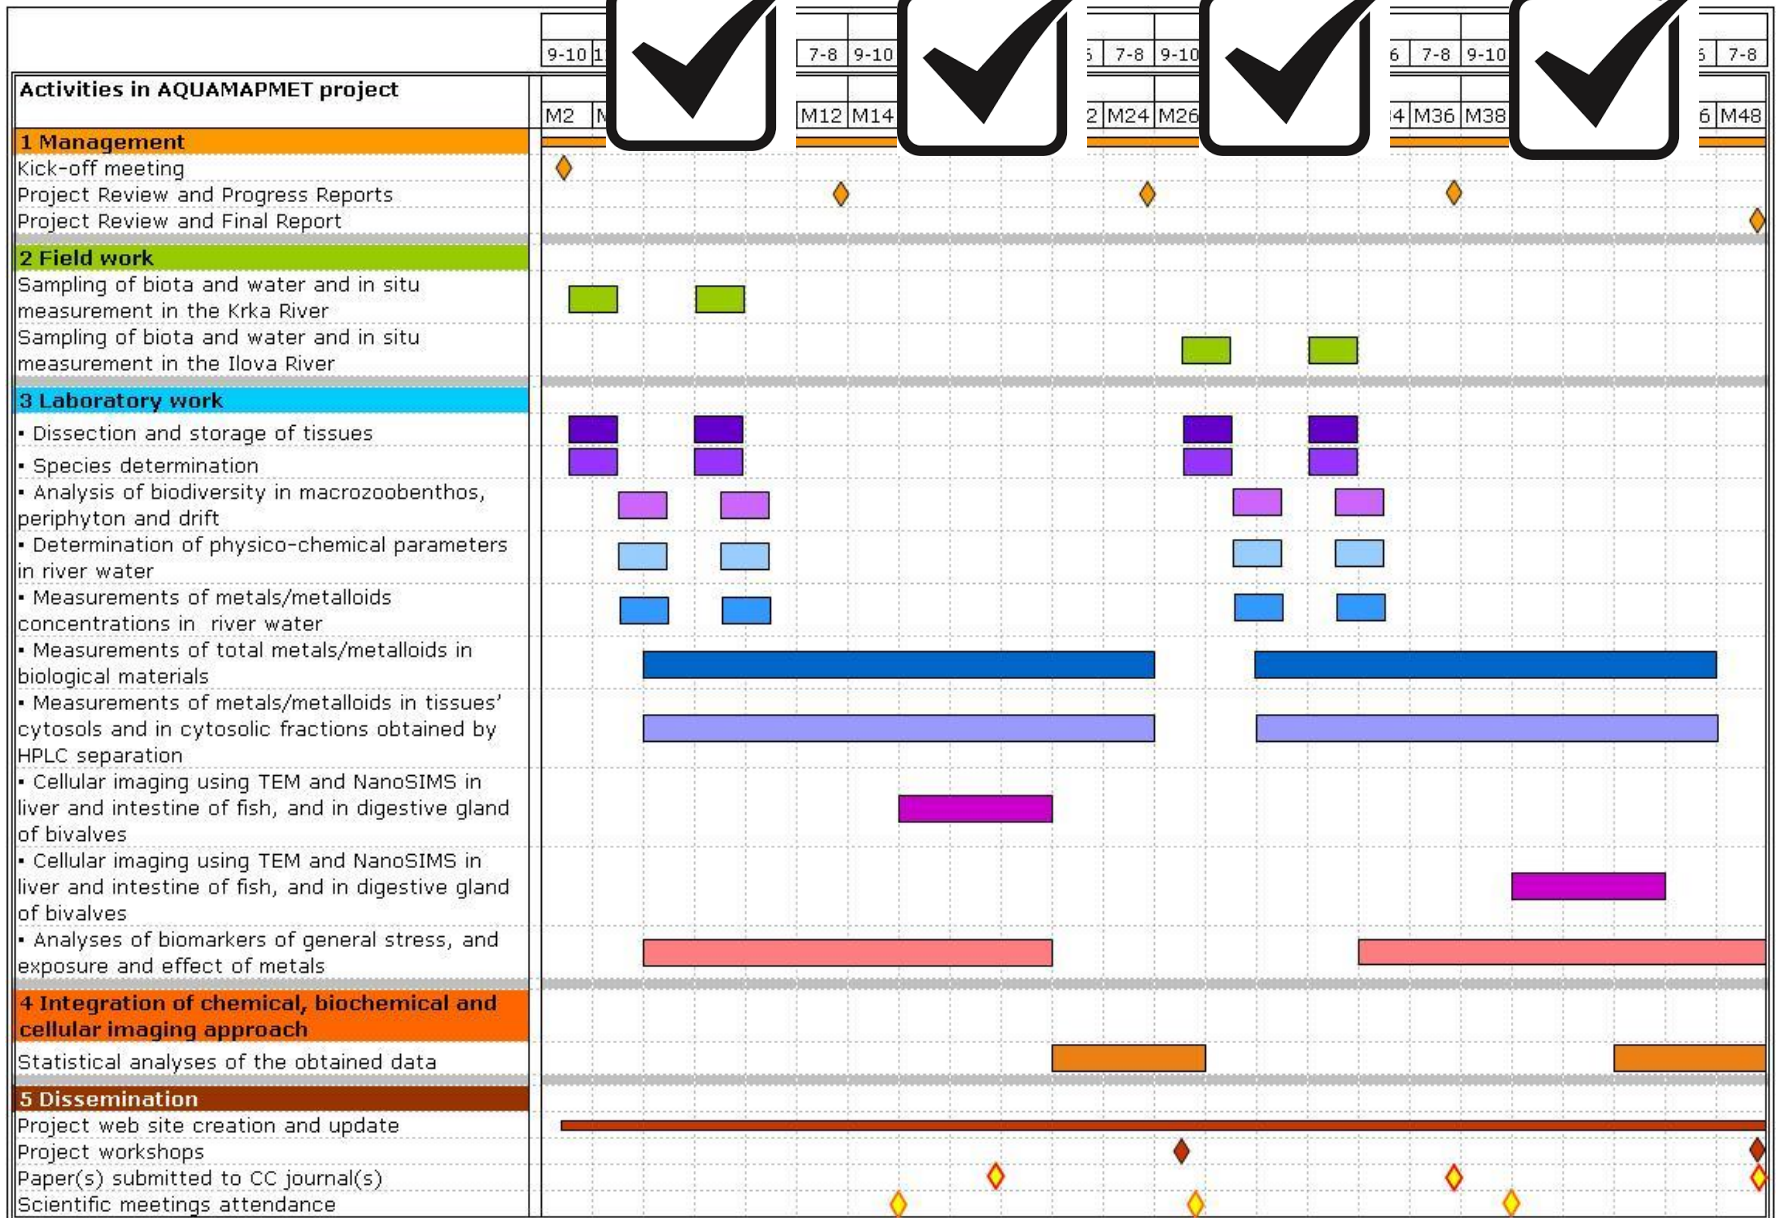 9-10 7-8 9-10 7-8 9-10 7-8 9-10 7-8
Activities in AQUAMAPMET project
M2 M12 M14 M24 M26 M36 M38 M48
1 Management
Kick-off meeting
Project Review and Progress Reports
Project Review and Final Report
2 Field work
Sampling of biota and water and in situ
measurement in the Krka River
Sampling of biota and water and in situ
measurement in the Ilova River
3 Laboratory work
▪ Dissection and storage of tissues
▪ Species determination
▪ Analysis of biodiversity in macrozoobenthos,
periphyton and drift
▪ Determination of physico-chemical parameters
in river water
▪ Measurements of metals/metalloids
concentrations in river water
▪ Measurements of total metals/metalloids in
biological materials
▪ Measurements of metals/metalloids in tissues’
cytosols and in cytosolic fractions obtained by
HPLC separation
▪ Cellular imaging using TEM and NanoSIMS in
liver and intestine of fish, and in digestive gland
of bivalves
▪ Cellular imaging using TEM and NanoSIMS in
liver and intestine of fish, and in digestive gland
of bivalves
▪ Analyses of biomarkers of general stress, and
exposure and effect of metals
4 Integration of chemical, biochemical and
cellular imaging approach
Statistical analyses of the obtained data
5 Dissemination
Project web site creation and update
Project workshops
Paper(s) submitted to CC journal(s)
Scientific meetings attendance